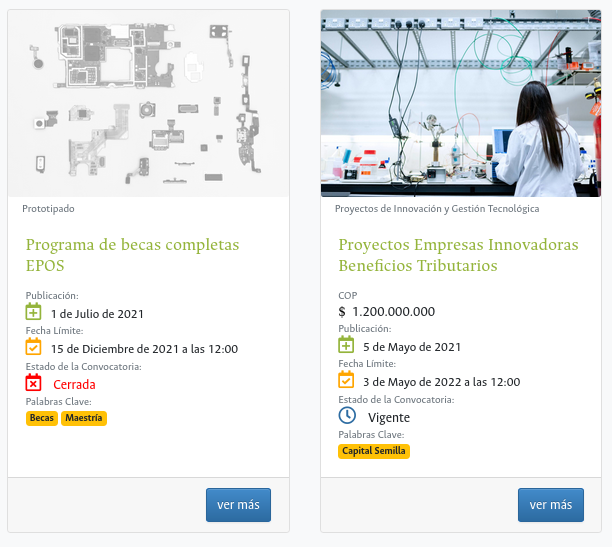 Prototipado
Programa de becas completas
EPOS
Publicación:
1 de Julio de 2021
Fecha Límite:
15 de Diciembre de 2021 a las 12:00
Estado de la Convocatoria:
Cerrada
Palabras Clave:
Becas Maestría
ver más
Proyectos de Innovación y Gestión Tecnológica
Proyectos Empresas Innovadoras
Beneficios Tributarios
COP
$ 1.200.000.000
Publicación:
5 de Mayo de 2021
Fecha Límite:
3 de Mayo de 2022 a las 12:00
Estado de la Convocatoria:
Vigente
Palabras Clave:
Capital Semilla
ver más